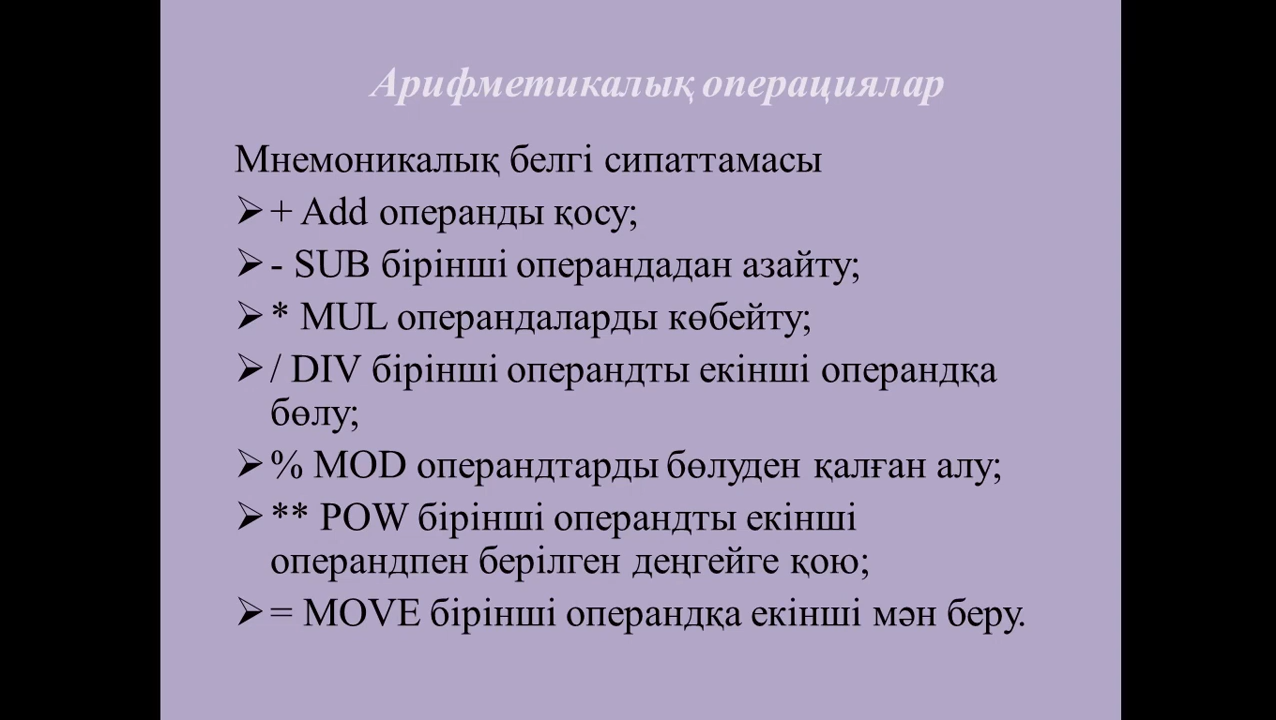 Арифметикалық операциялар
Мнемоникалық белгі сипаттамасы
➢ + Add операнды қосу;
➢ - SUB бірінші операндадан азайту;
➢ * MUL операндаларды көбейту;
➢ / DIV бірінші операндты екінші операндқа
бөлу;
➢ % MOD операндтарды бөлуден қалған алу;
➢ ** POW бірінші операндты екінші
операндпен берілген деңгейге қою;
➢ = MOVE бірінші операндқа екінші мән беру.